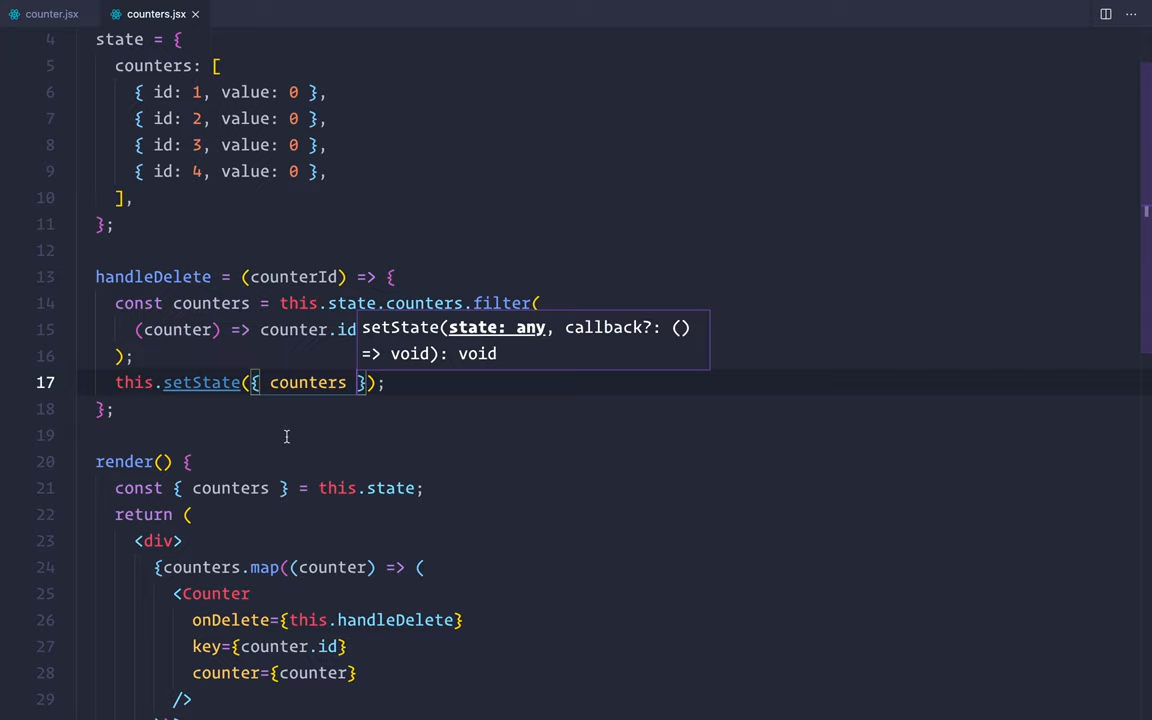 counter.jsx counters.jsx ×
4 state = {
5 counters: [
6 { id: 1, value: 0 },
7 { id: 2, value: 0 },
8 { id: 3, value: 0 },
9 { id: 4, value: 0 },
10 ],
11 };
12
13 handleDelete = (counterId) => {
14 const counters = this.state.counters.filter(
15 (counter) => counter.id
setState(state: any, callback?: ()
=> void): void
16 );
17 this.setState({ counters });
18 };
19
20 render() {
21 const { counters } = this.state;
22 return (
23 <div>
24 {counters.map((counter) => (
25 <Counter
26 onDelete={this.handleDelete}
27 key={counter.id}
28 counter={counter}
29 />